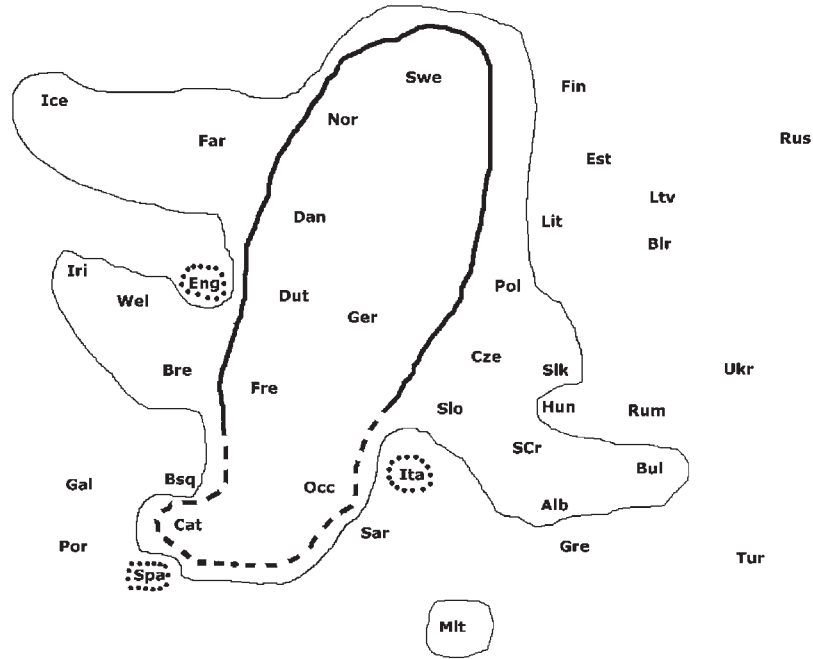 Swe
Fin
Ice
Nor
Rus
Far
Est
Ltv
Dan
Lit
Blr
Iri
Eng
Pol
Wel
Dut
Ger
Cze
Bre
Slk
Ukr
Fre
Slo
Hun
Rum
SCr
Bul
Gal
Bsq
Ita
Occ
Alb
Cat
Sar
Por
Gre
Tur
Spa
Mlt